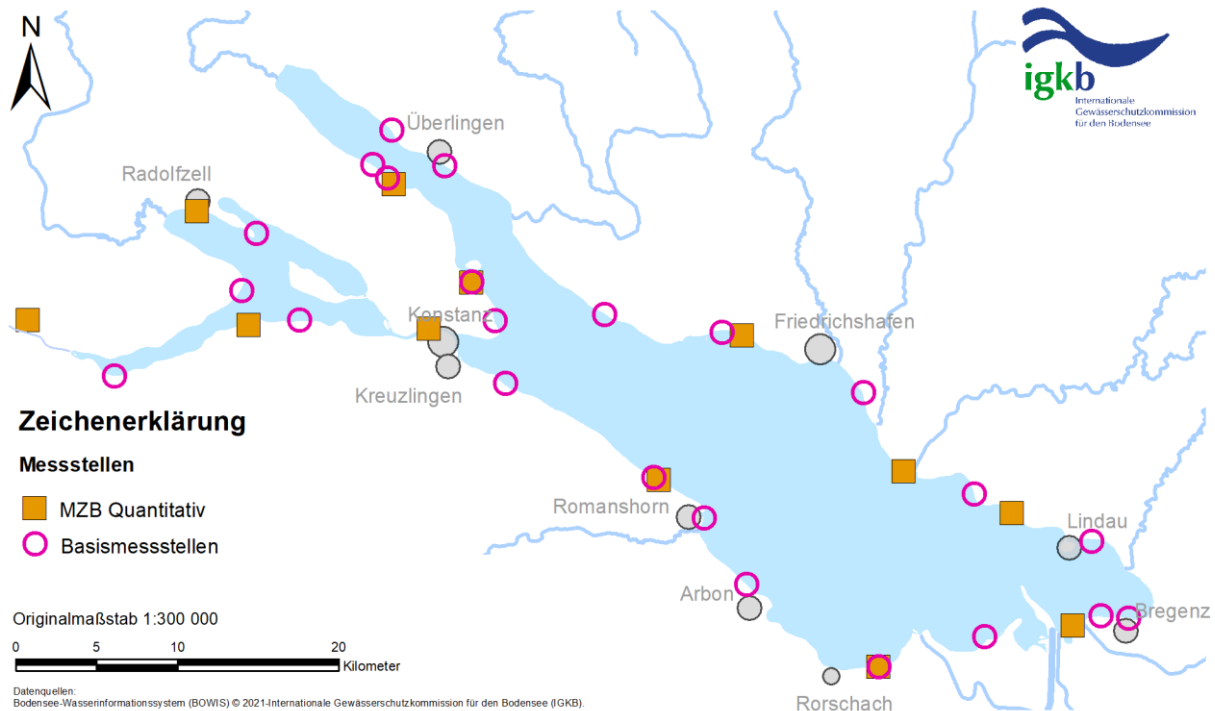 N
igkb
Internationale
Gewässerschutzkommission
für den Bodensee
Überlingen
Radolfzell
Konstanz
Friedrichshafen
Kreuzlingen
Zeichenerklärung
Messstellen
MZB Quantitativ
Basismessstellen
Romanshorn
Lindau
Arbon
Bregenz
Rorschach
Originalmaßstab 1:300 000
0 5 10 20
Kilometer
Datenquellen:
Bodensee-Wasserinformationssystem (BOWIS) © 2021-Internationale Gewässerschutzkommission für den Bodensee (IGKB).